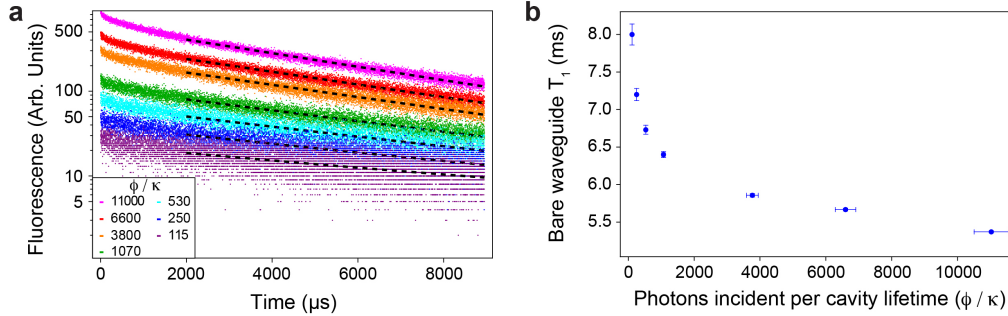 a
Fluorescence (Arb. Units)
500
100
50
10
5
ϕ / κ
11000 530
6600 250
3800 115
1070
0 2000 4000 6000 8000
Time (µs)
b
Bare waveguide T₁ (ms)
8.0
7.5
7.0
6.5
6.0
5.5
0 2000 4000 6000 8000 10000
Photons incident per cavity lifetime (ϕ / κ)